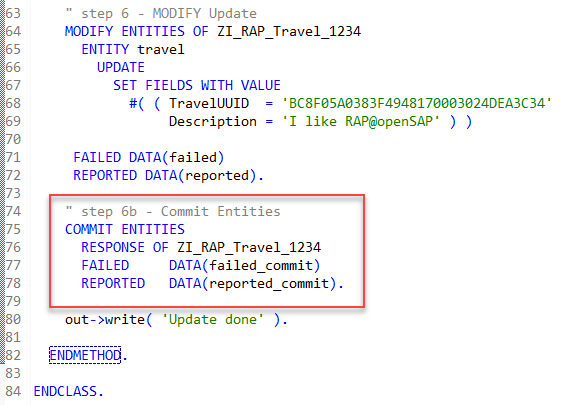 63 " step 6 - MODIFY Update
64 MODIFY ENTITIES OF ZI_RAP_Travel_1234
65 ENTITY travel
66 UPDATE
67 SET FIELDS WITH VALUE
68 #( ( TravelUUID = 'BC8F05A0383F4948170003024DEA3C34'
69 Description = 'I like RAP@openSAP' ) )
70
71 FAILED DATA(failed)
72 REPORTED DATA(reported).
73
74 " step 6b - Commit Entities
75 COMMIT ENTITIES
76 RESPONSE OF ZI_RAP_Travel_1234
77 FAILED DATA(failed_commit)
78 REPORTED DATA(reported_commit).
79
80 out->write( 'Update done' ).
81
82 ENDMETHOD.
83
84 ENDCLASS.